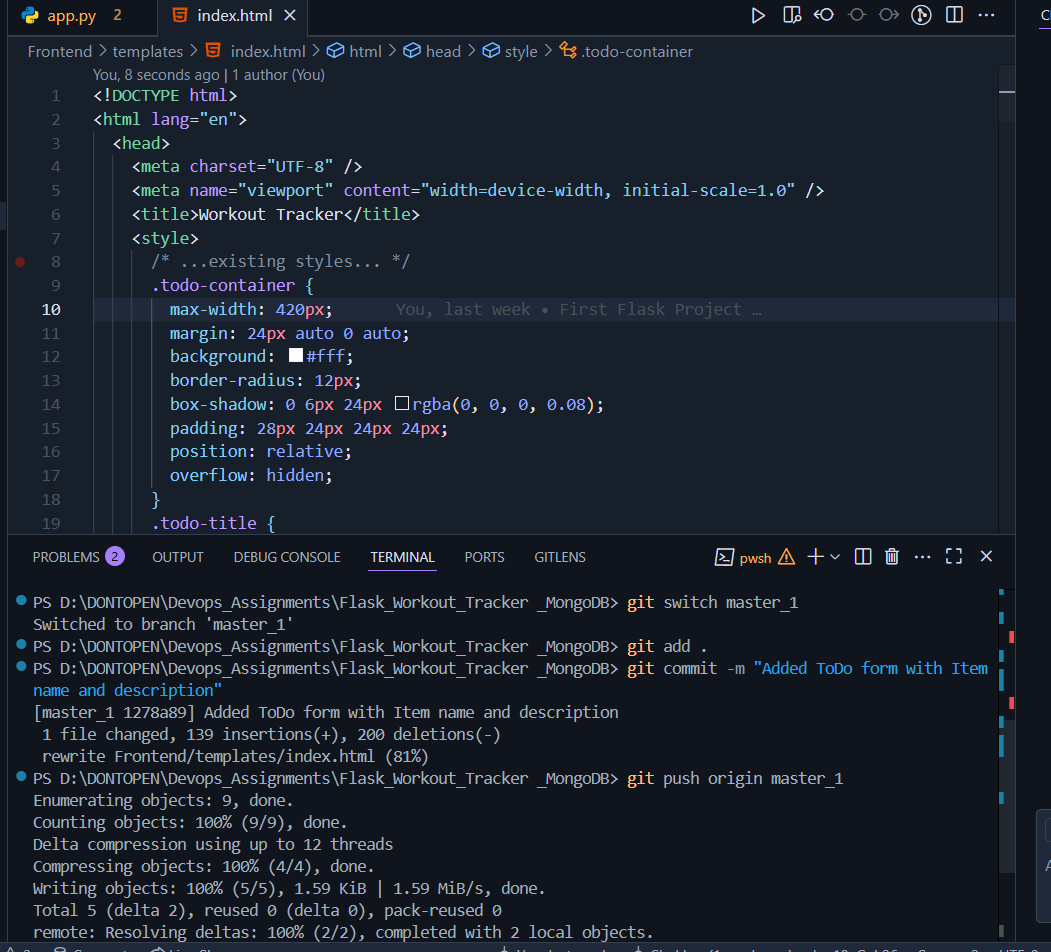 app.py 2 index.html
Frontend > templates > index.html > html > head > style > .todo-container
You, 8 seconds ago | 1 author (You)
1 <!DOCTYPE html>
2 <html lang="en">
3 <head>
4 <meta charset="UTF-8" />
5 <meta name="viewport" content="width=device-width, initial-scale=1.0" />
6 <title>Workout Tracker</title>
7 <style>
8 /* ...existing styles... */
9 .todo-container {
10 max-width: 420px; You, last week • First Flask Project …
11 margin: 24px auto 0 auto;
12 background: #fff;
13 border-radius: 12px;
14 box-shadow: 0 6px 24px rgba(0, 0, 0, 0.08);
15 padding: 28px 24px 24px 24px;
16 position: relative;
17 overflow: hidden;
18 }
19 .todo-title {
PROBLEMS 2 OUTPUT DEBUG CONSOLE TERMINAL PORTS GITLENS pwsh
PS D:\DONTOPEN\Devops_Assignments\Flask_Workout_Tracker _MongoDB> git switch master_1
Switched to branch 'master_1'
PS D:\DONTOPEN\Devops_Assignments\Flask_Workout_Tracker _MongoDB> git add .
PS D:\DONTOPEN\Devops_Assignments\Flask_Workout_Tracker _MongoDB> git commit -m "Added ToDo form with Item
name and description"
[master_1 1278a89] Added ToDo form with Item name and description
1 file changed, 139 insertions(+), 200 deletions(-)
rewrite Frontend/templates/index.html (81%)
PS D:\DONTOPEN\Devops_Assignments\Flask_Workout_Tracker _MongoDB> git push origin master_1
Enumerating objects: 9, done.
Counting objects: 100% (9/9), done.
Delta compression using up to 12 threads
Compressing objects: 100% (4/4), done.
Writing objects: 100% (5/5), 1.59 KiB | 1.59 MiB/s, done.
Total 5 (delta 2), reused 0 (delta 0), pack-reused 0
remote: Resolving deltas: 100% (2/2), completed with 2 local objects.